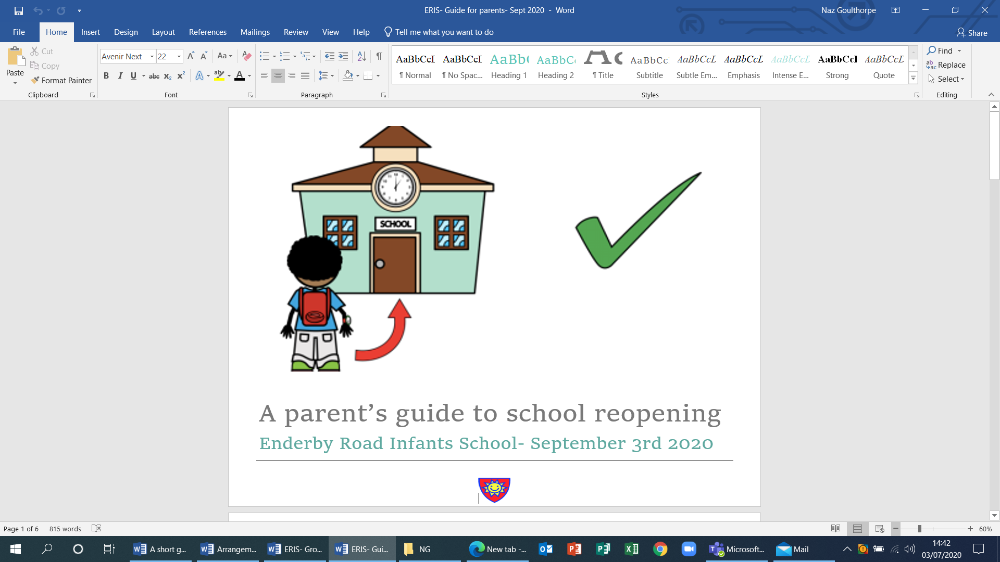 ERIS- Guide for parents- Sept 2020 - Word
Naz Goulthorpe
File Home Insert Design Layout References Mailings Review View Help Tell me what you want to do
Share
Paste
Cut
Copy
Format Painter
Clipboard
Avenir Next 22
Font
Paragraph
AaBbCcI AaBbCcI AaBb( AaBbCc AaBbCc AaBbCcL AaBbCcL AaBbCcL AaBbCcI AaBbCcL
¶ Normal ¶ No Spac... Heading 1 Heading 2 ¶ Title Subtitle Subtle Em... Emphasis Intense E... Strong Quote
Styles
Find
Replace
Select
Editing
SCHOOL
A parent’s guide to school reopening
Enderby Road Infants School- September 3rd 2020
Page 1 of 6 815 words
60%
A short g... Arrangem... ERIS- Gro... ERIS- Gui... NG New tab -... Microsoft... Mail
14:42
03/07/2020